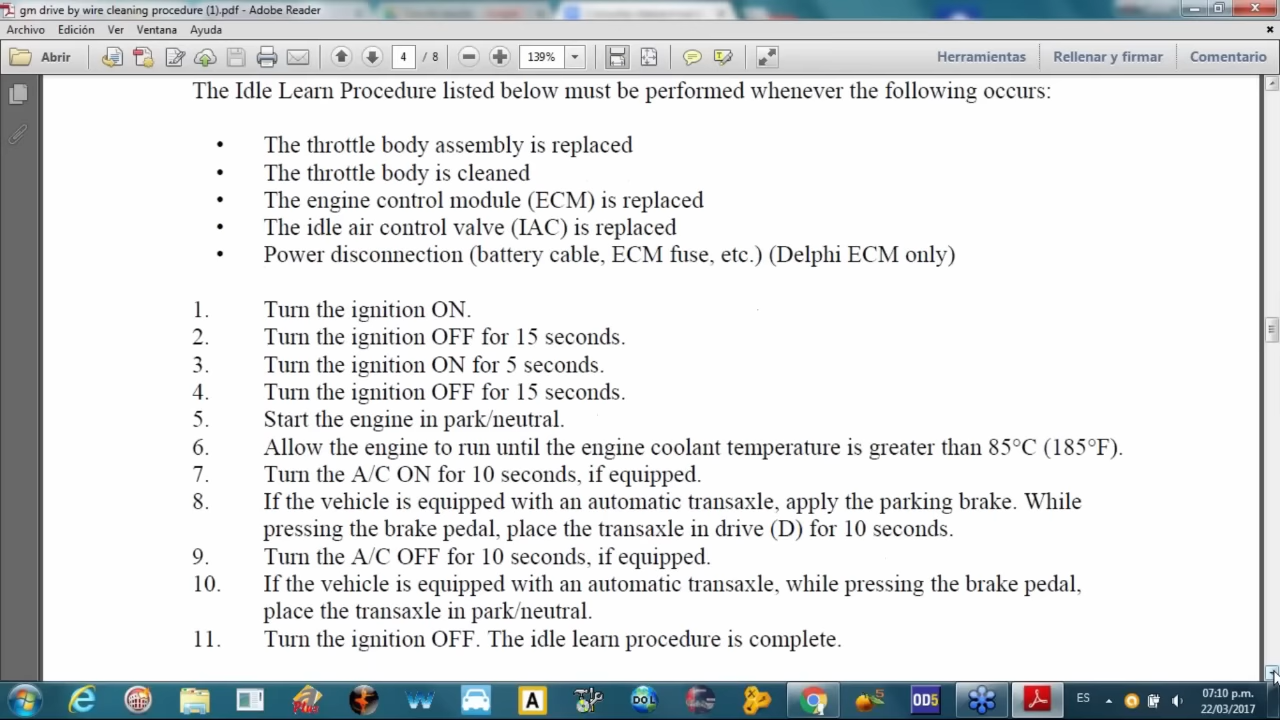 gm drive by wire cleaning procedure (1).pdf - Adobe Reader
Archivo Edición Ver Ventana Ayuda
Abrir 4 / 8 139% Herramientas Rellenar y firmar Comentario
The Idle Learn Procedure listed below must be performed whenever the following occurs:
• The throttle body assembly is replaced
• The throttle body is cleaned
• The engine control module (ECM) is replaced
• The idle air control valve (IAC) is replaced
• Power disconnection (battery cable, ECM fuse, etc.) (Delphi ECM only)
1. Turn the ignition ON.
2. Turn the ignition OFF for 15 seconds.
3. Turn the ignition ON for 5 seconds.
4. Turn the ignition OFF for 15 seconds.
5. Start the engine in park/neutral.
6. Allow the engine to run until the engine coolant temperature is greater than 85°C (185°F).
7. Turn the A/C ON for 10 seconds, if equipped.
8. If the vehicle is equipped with an automatic transaxle, apply the parking brake. While
pressing the brake pedal, place the transaxle in drive (D) for 10 seconds.
9. Turn the A/C OFF for 10 seconds, if equipped.
10. If the vehicle is equipped with an automatic transaxle, while pressing the brake pedal,
place the transaxle in park/neutral.
11. Turn the ignition OFF. The idle learn procedure is complete.
A DOL OD5 ES 07:10 p.m.
22/03/2017